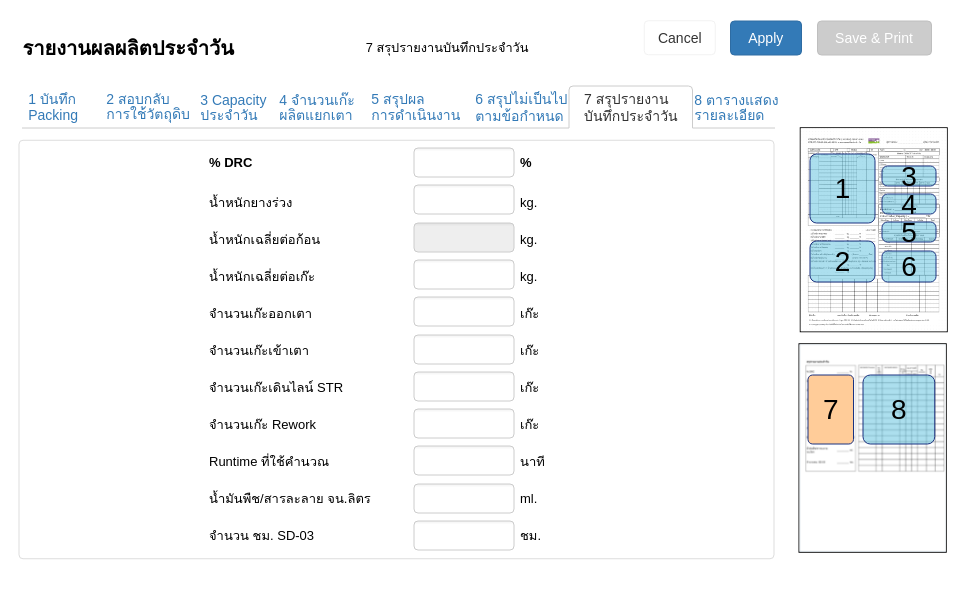 รายงานผลผลิตประจำวัน
7 สรุปรายงานบันทึกประจำวัน
Cancel
Apply
Save & Print
1 บันทึก
Packing
2 สอบกลับ
การใช้วัตถุดิบ
3 Capacity
ประจำวัน
4 จำนวนเก๊ะ
ผลิตแยกเตา
5 สรุปผล
การดำเนินงาน
6 สรุปไม่เป็นไป
ตามข้อกำหนด
7 สรุปรายงาน
บันทึกประจำวัน
8 ตารางแสดง
รายละเอียด
% DRC %
น้ำหนักยางร่วง kg.
น้ำหนักเฉลี่ยต่อก้อน kg.
น้ำหนักเฉลี่ยต่อเก๊ะ kg.
จำนวนเก๊ะออกเตา เก๊ะ
จำนวนเก๊ะเข้าเตา เก๊ะ
จำนวนเก๊ะเดินไลน์ STR เก๊ะ
จำนวนเก๊ะ Rework เก๊ะ
Runtime ที่ใช้คำนวณ นาที
น้ำมันพืช/สารละลาย จน.ลิตร ml.
จำนวน ชม. SD-03 ชม.
1
2
3
4
5
6
7
8